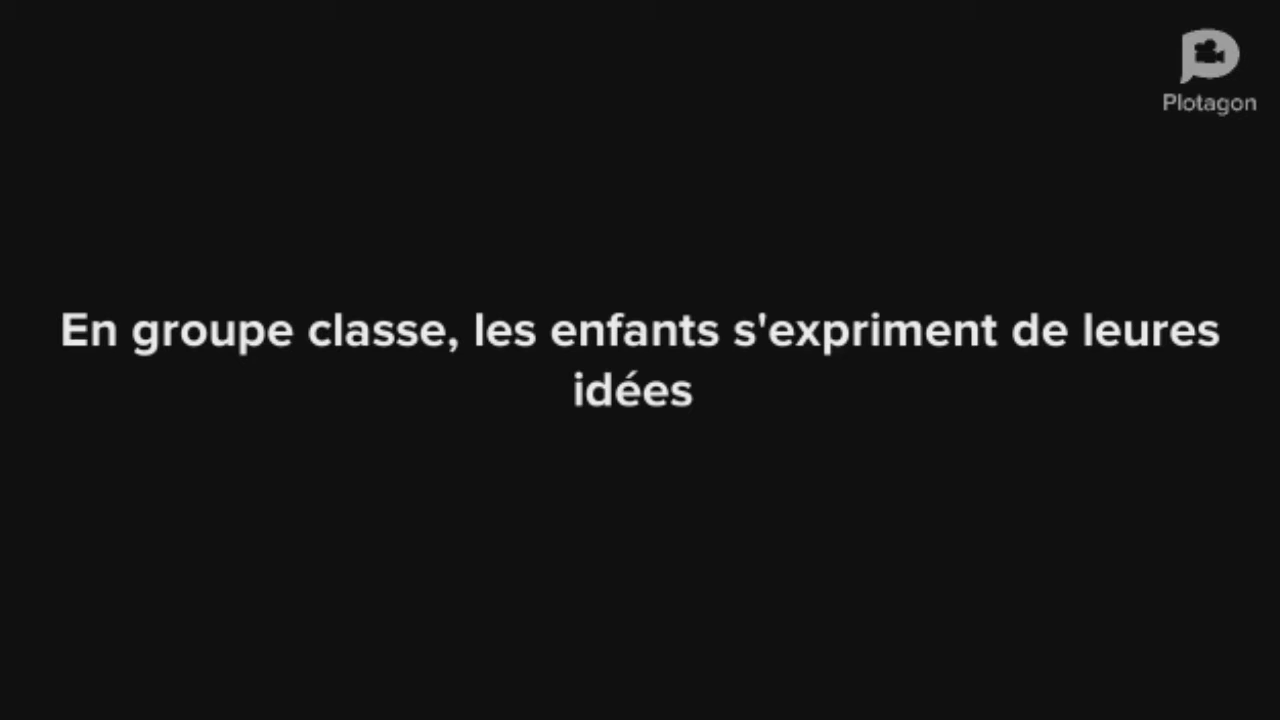 Plotagon
En groupe classe, les enfants s'expriment de leures
idées